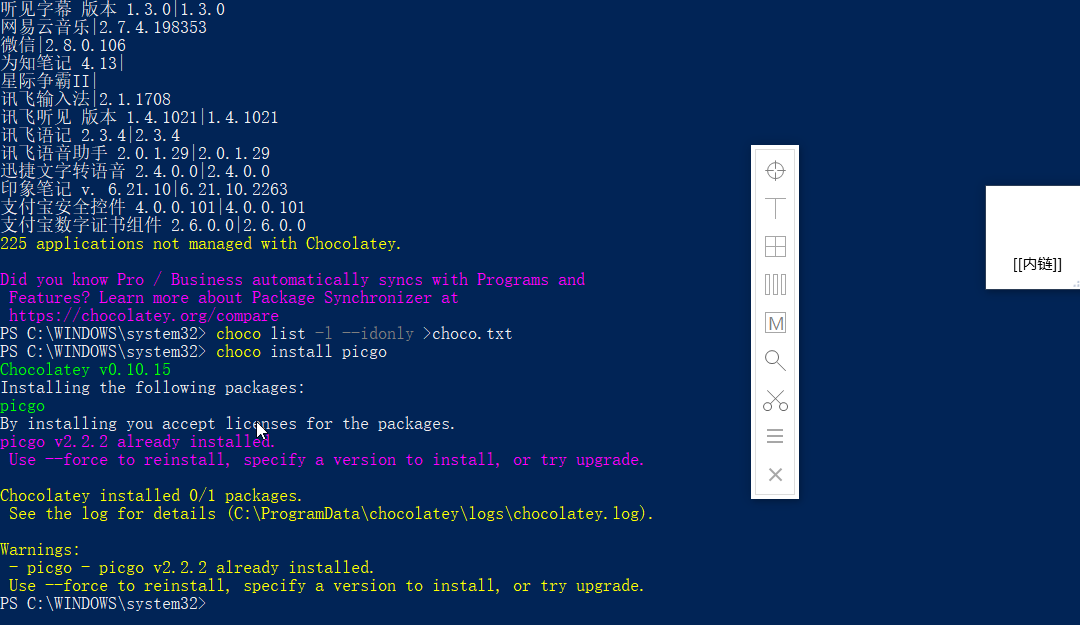 听见字幕 版本 1.3.0|1.3.0
网易云音乐|2.7.4.198353
微信|2.8.0.106
为知笔记 4.13|
星际争霸II|
讯飞输入法|2.1.1708
讯飞听见 版本 1.4.1021|1.4.1021
讯飞语记 2.3.4|2.3.4
讯飞语音助手 2.0.1.29|2.0.1.29
迅捷文字转语音 2.4.0.0|2.4.0.0
印象笔记 v. 6.21.10|6.21.10.2263
支付宝安全控件 4.0.0.101|4.0.0.101
支付宝数字证书组件 2.6.0.0|2.6.0.0
225 applications not managed with Chocolatey.
Did you know Pro / Business automatically syncs with Programs and
Features? Learn more about Package Synchronizer at
https://chocolatey.org/compare
PS C:\WINDOWS\system32> choco list -l --idonly >choco.txt
PS C:\WINDOWS\system32> choco install picgo
Chocolatey v0.10.15
Installing the following packages:
picgo
By installing you accept licenses for the packages.
picgo v2.2.2 already installed.
Use --force to reinstall, specify a version to install, or try upgrade.
Chocolatey installed 0/1 packages.
See the log for details (C:\ProgramData\chocolatey\logs\chocolatey.log).
Warnings:
- picgo - picgo v2.2.2 already installed.
Use --force to reinstall, specify a version to install, or try upgrade.
PS C:\WINDOWS\system32>
M
[[内链]]